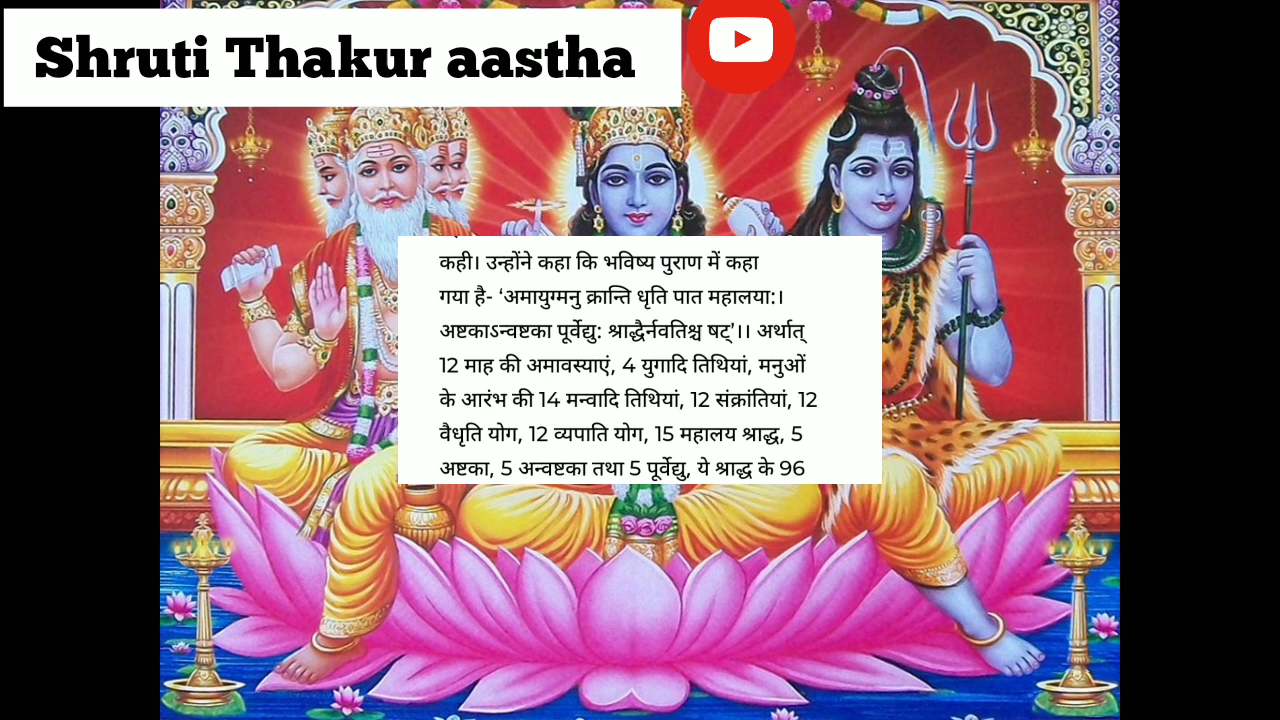 Shruti Thakur aastha
कही। उन्होंने कहा कि भविष्य पुराण में कहा
गया है- ‘अमायुग्मनु क्रान्ति धृति पात महालया:।
अष्टकाऽन्वष्टका पूर्वेद्यु: श्राद्धैर्नवतिश्च षट्’।। अर्थात्
12 माह की अमावस्याएं, 4 युगादि तिथियां, मनुओं
के आरंभ की 14 मन्वादि तिथियां, 12 संक्रांतियां, 12
वैधृति योग, 12 व्यपाति योग, 15 महालय श्राद्ध, 5
अष्टका, 5 अन्वष्टका तथा 5 पूर्वेद्यु, ये श्राद्ध के 96